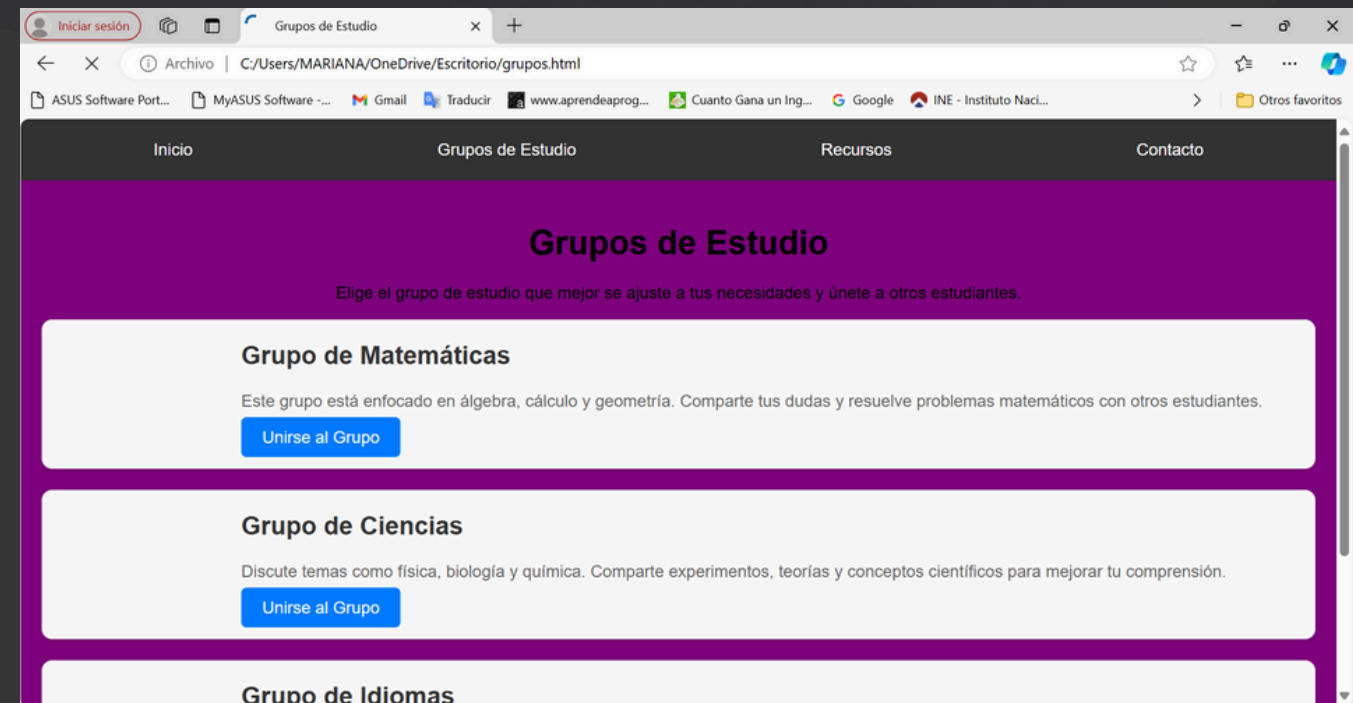 Iniciar sesión
Grupos de Estudio
Archivo | C:/Users/MARIANA/OneDrive/Escritorio/grupos.html
ASUS Software Port... MyASUS Software -... Gmail Traducir www.aprendeaprog... Cuanto Gana un Ing... Google INE - Instituto Naci... Otros favoritos
Inicio Grupos de Estudio Recursos Contacto
Grupos de Estudio
Elige el grupo de estudio que mejor se ajuste a tus necesidades y únete a otros estudiantes.
Grupo de Matemáticas
Este grupo está enfocado en álgebra, cálculo y geometría. Comparte tus dudas y resuelve problemas matemáticos con otros estudiantes.
Unirse al Grupo
Grupo de Ciencias
Discute temas como física, biología y química. Comparte experimentos, teorías y conceptos científicos para mejorar tu comprensión.
Unirse al Grupo
Grupo de Idiomas